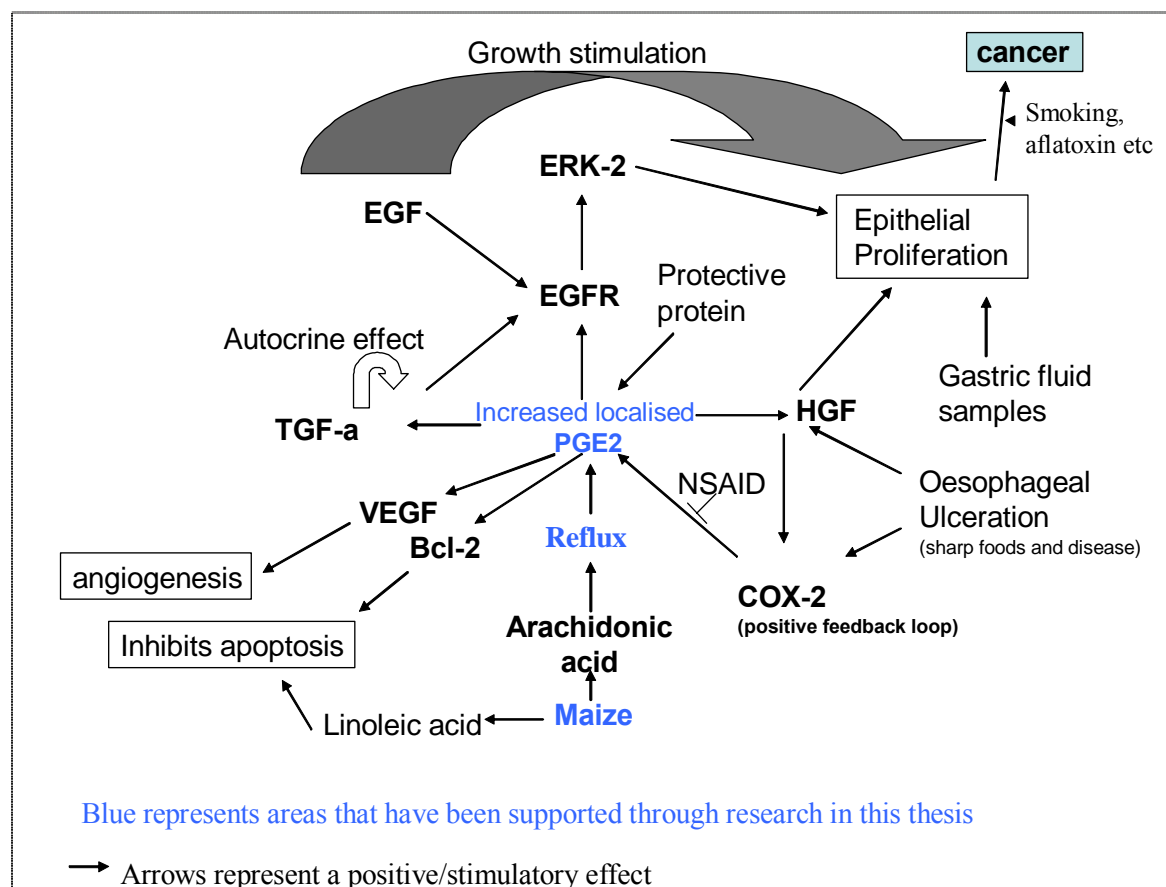 Growth stimulation
cancer
Smoking,
aflatoxin etc
ERK-2
EGF
Epithelial
Proliferation
EGFR
Protective
protein
Autocrine effect
Gastric fluid
samples
TGF-a
Increased localised
PGE2
HGF
NSAID
Oesophageal
Ulceration
(sharp foods and disease)
VEGF
Bcl-2
Reflux
angiogenesis
COX-2
(positive feedback loop)
Inhibits apoptosis
Arachidonic
acid
Linoleic acid
Maize
Blue represents areas that have been supported through research in this thesis
Arrows represent a positive/stimulatory effect